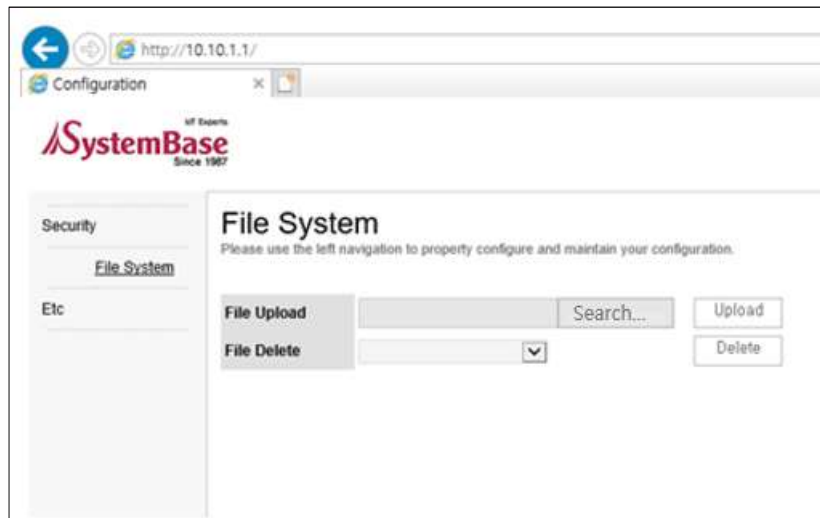 http://10.10.1.1/
Configuration
IoT Experts
SystemBase
Since 1987
Security
File System
Etc
File System
Please use the left navigation to property configure and maintain your configuration.
File Upload Search... Upload
File Delete Delete